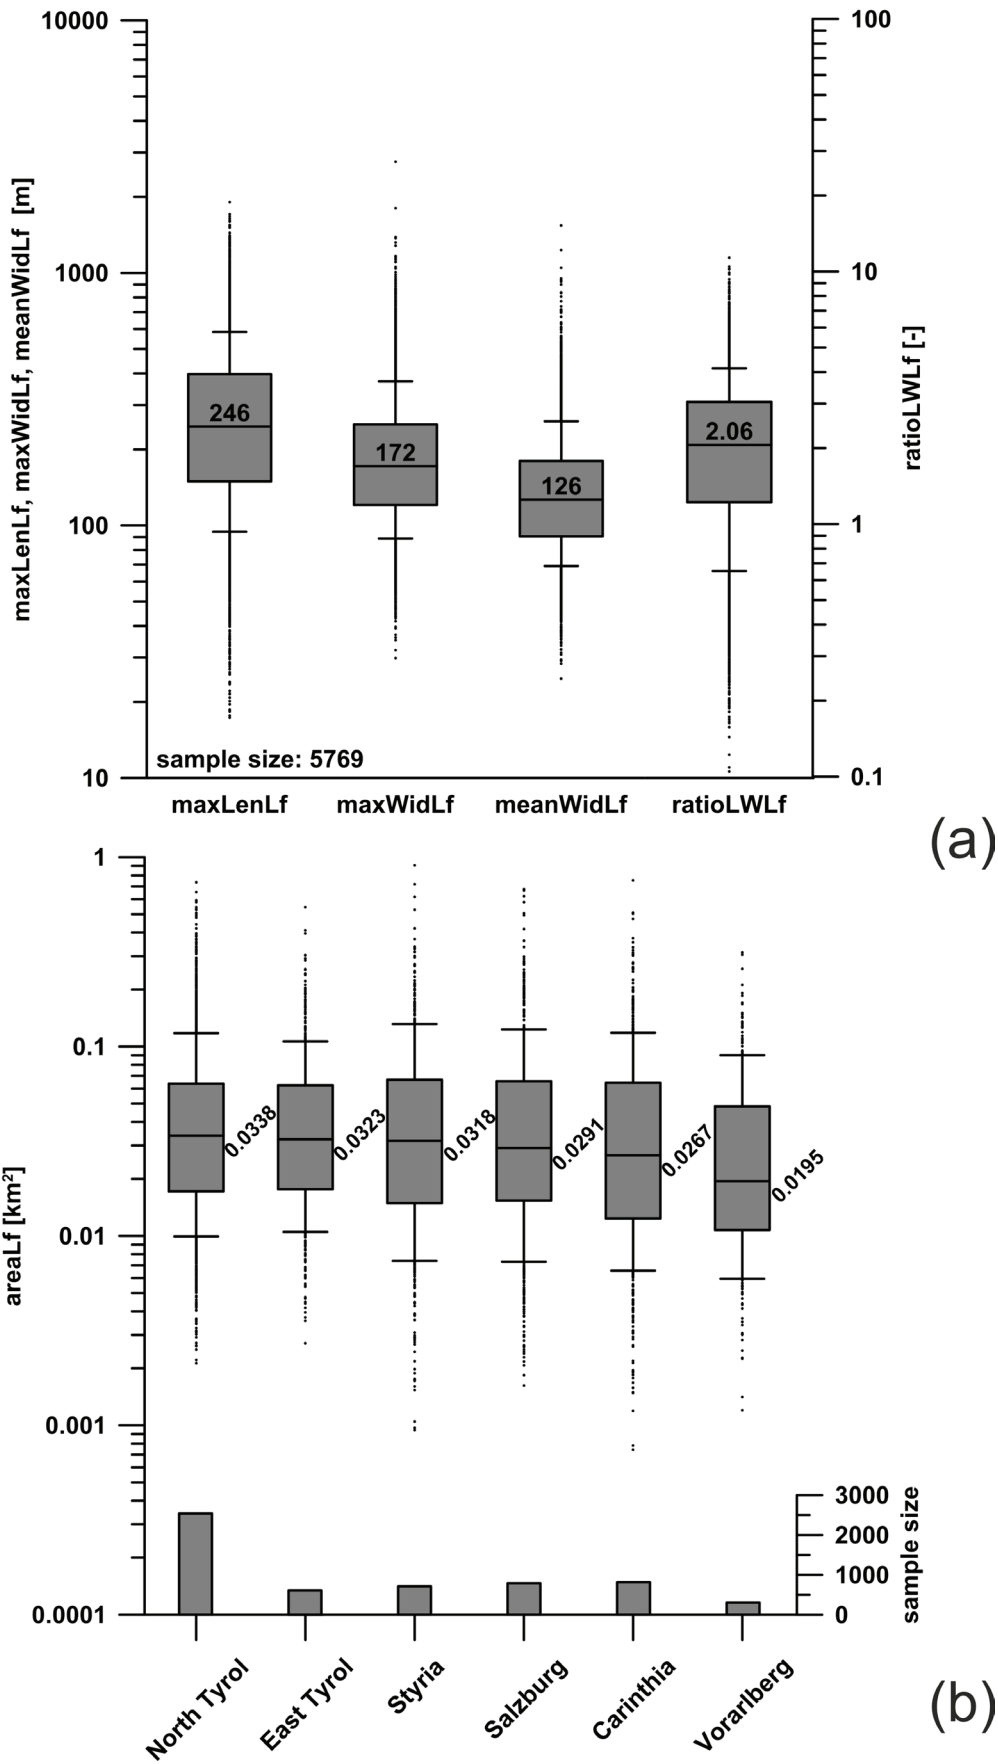 10000
1000
100
10
maxLenLf, maxWidLf, meanWidLf [m]
100
10
1
0.1
ratioLWLf [-]
246
172
126
2.06
sample size: 5769
maxLenLf maxWidLf meanWidLf ratioLWLf
(a)
1
0.1
0.01
0.001
0.0001
areaLf [km²]
0.0338
0.0323
0.0318
0.0291
0.0267
0.0195
3000
2000
1000
0
sample size
North Tyrol
East Tyrol
Styria
Salzburg
Carinthia
Vorarlberg
(b)